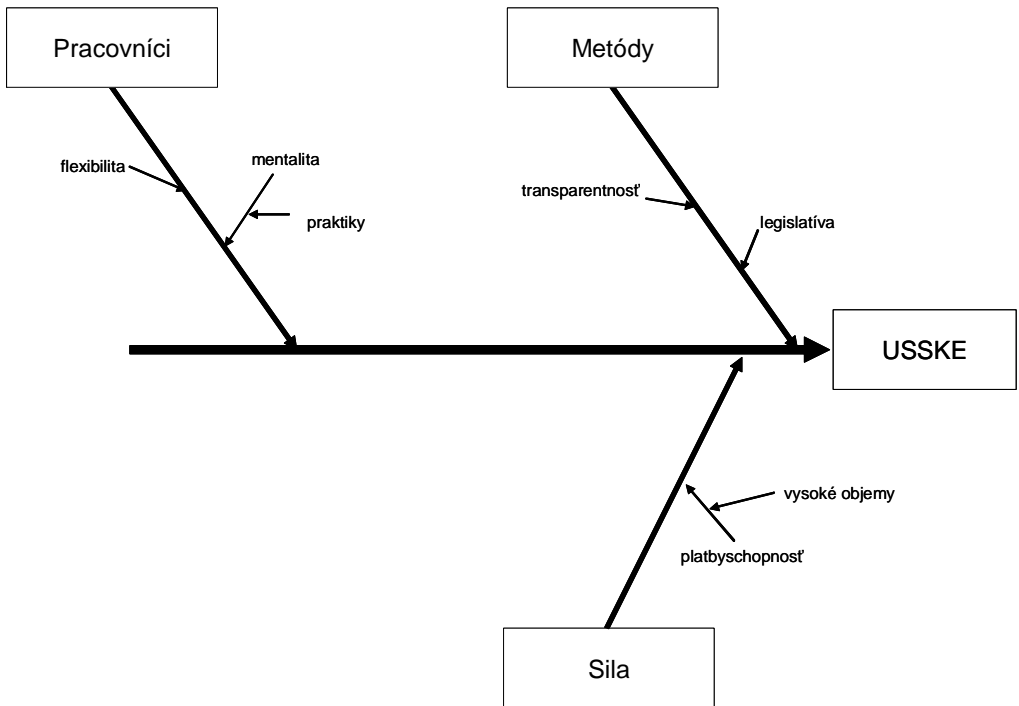 Pracovníci
Metódy
flexibilita
mentalita
praktiky
transparentnosť
legislatíva
USSKE
vysoké objemy
platbyschopnosť
Sila